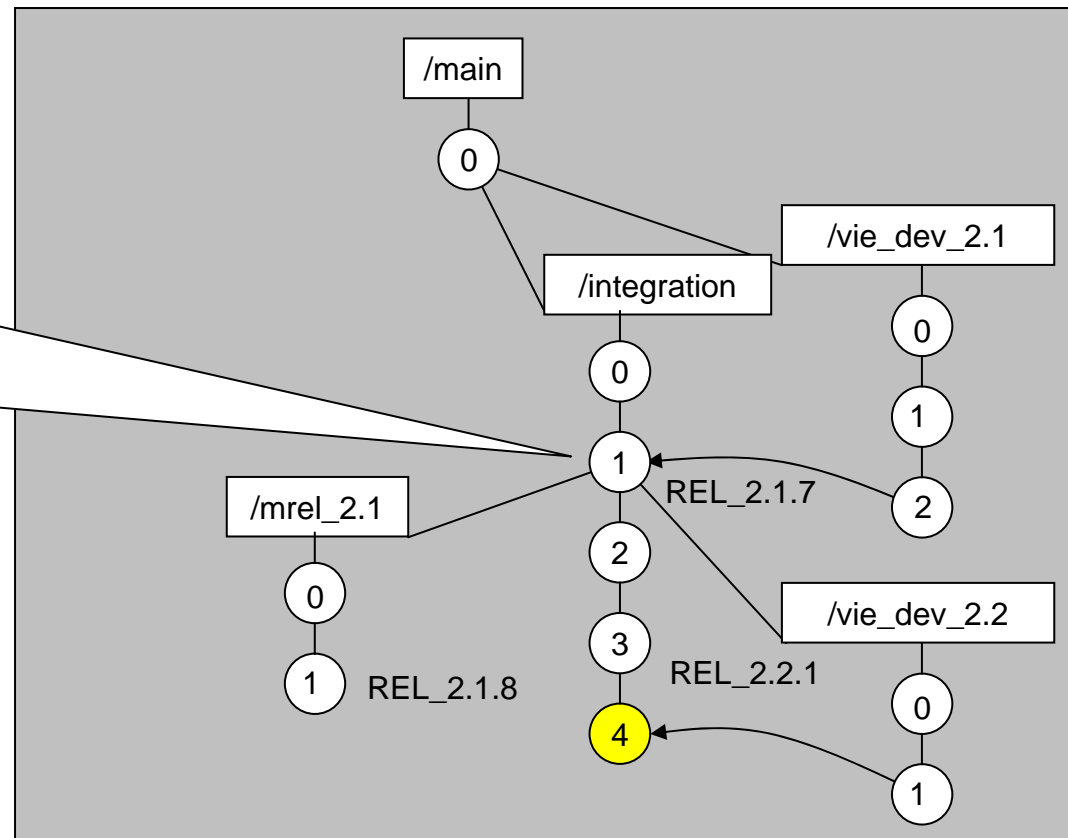 /main
0
/vie_dev_2.1
/integration
0
0
1
1
REL_2.1.7
/mrel_2.1
2
2
0
/vie_dev_2.2
3
REL_2.2.1
1
REL_2.1.8
0
4
1